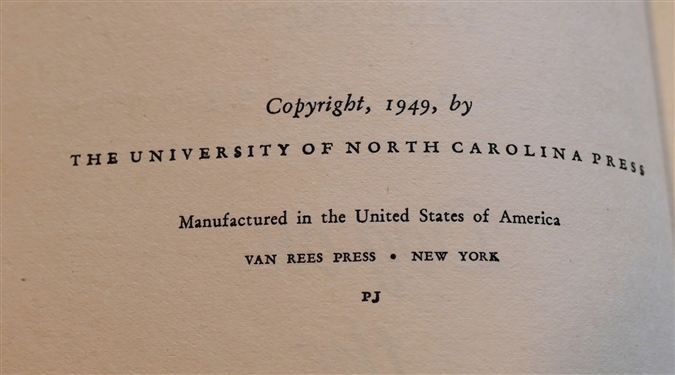 Copyright, 1949, by
THE UNIVERSITY OF NORTH CAROLINA PRESS
Manufactured in the United States of America
VAN REES PRESS • NEW YORK
PJ